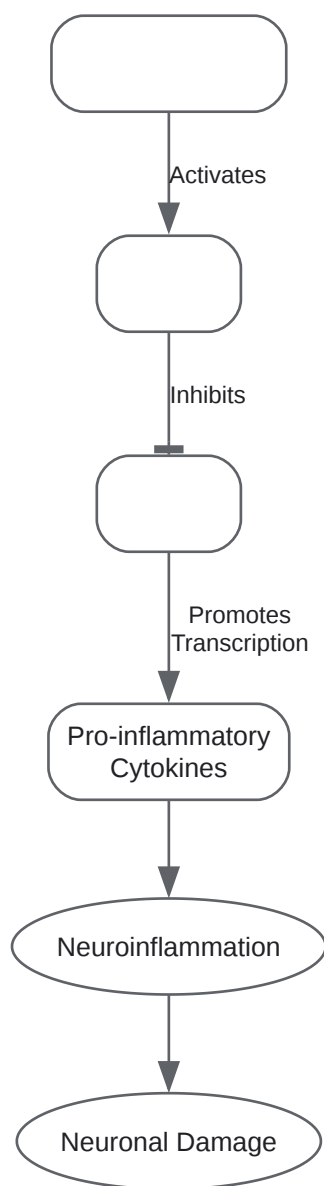 Activates
Inhibits
Promotes
Transcription
Pro-inflammatory
Cytokines
Neuroinflammation
Neuronal Damage